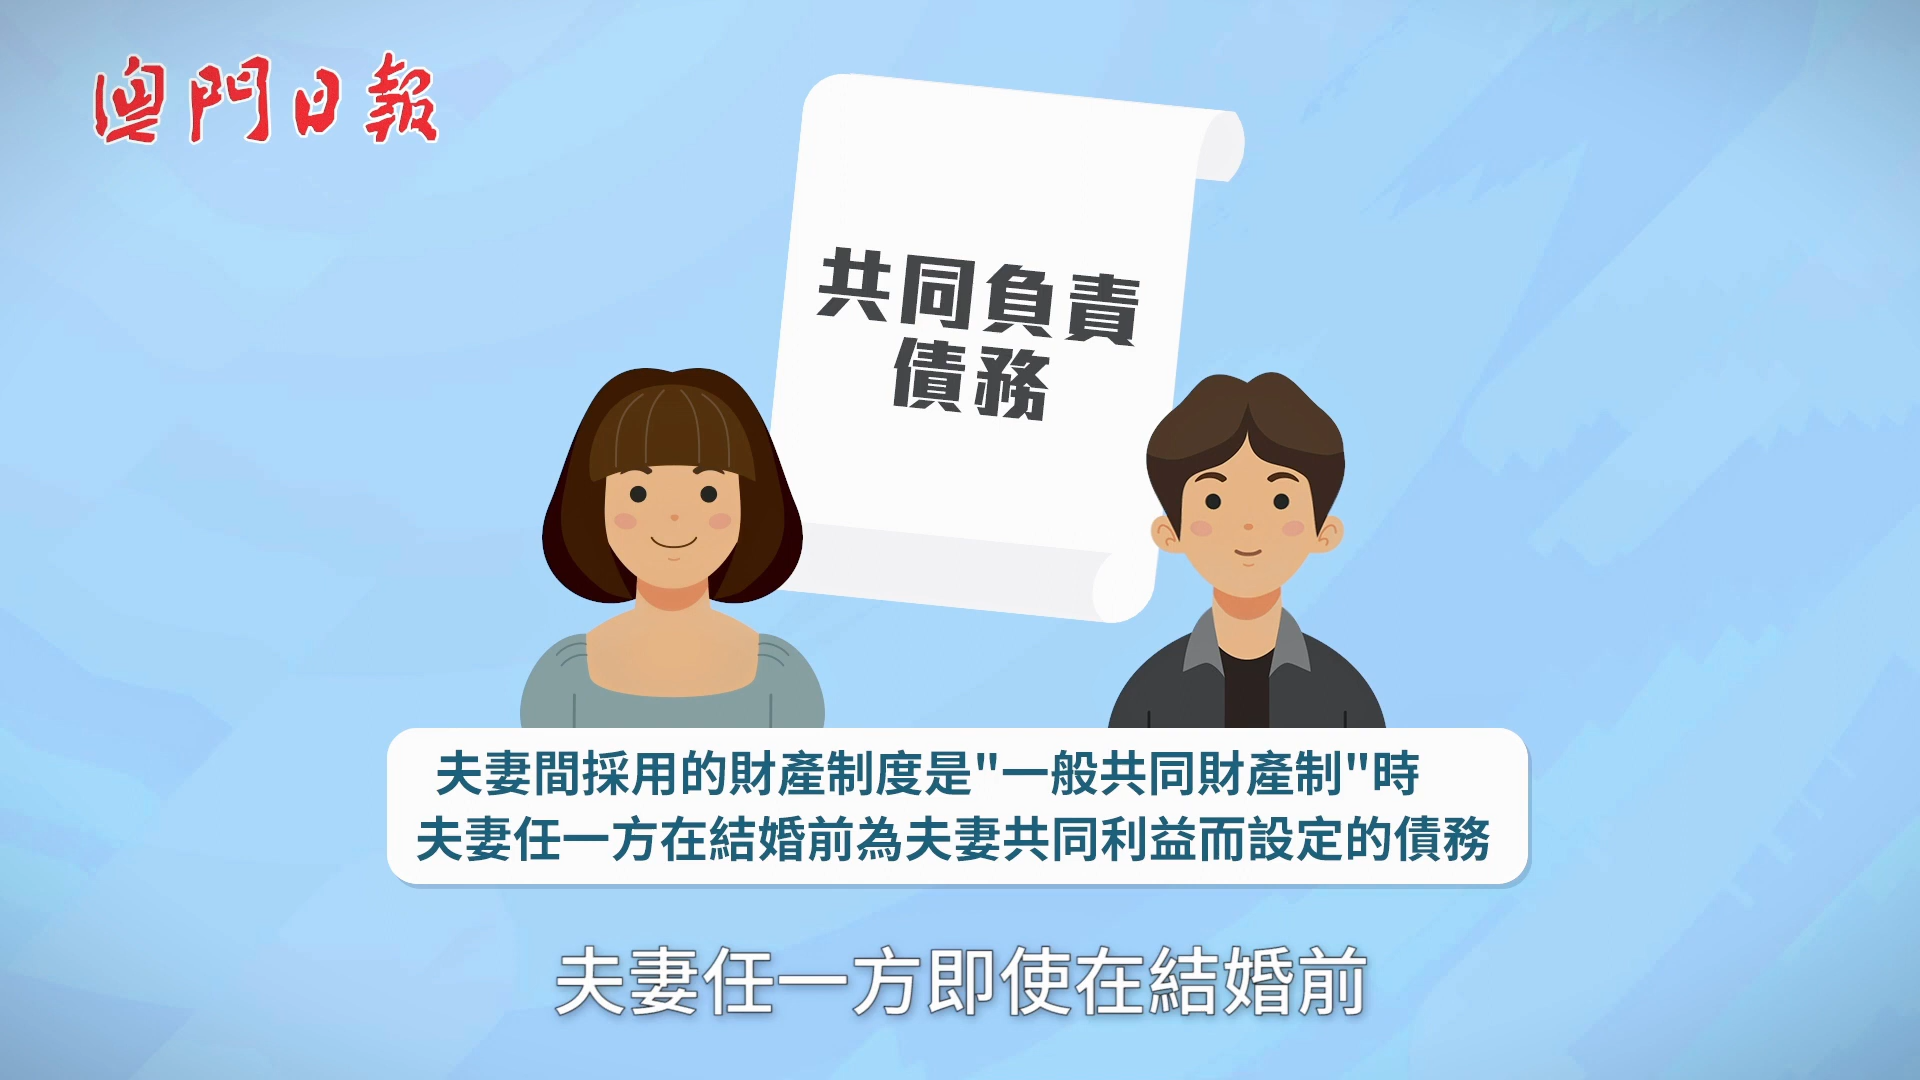 澳門日報
共同負責
債務
夫妻間採用的財產制度是"一般共同財產制"時
夫妻任一方在結婚前為夫妻共同利益而設定的債務
夫妻任一方即使在結婚前